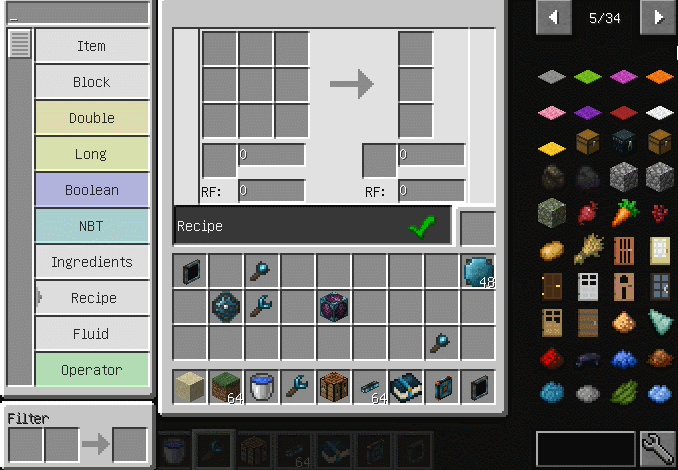 _
5/34
Item
Block
Double
Long
Boolean
NBT
Ingredients
Recipe
Fluid
Operator
0
0
RF: 0
RF: 0
Recipe
48
64
64
Filter
64